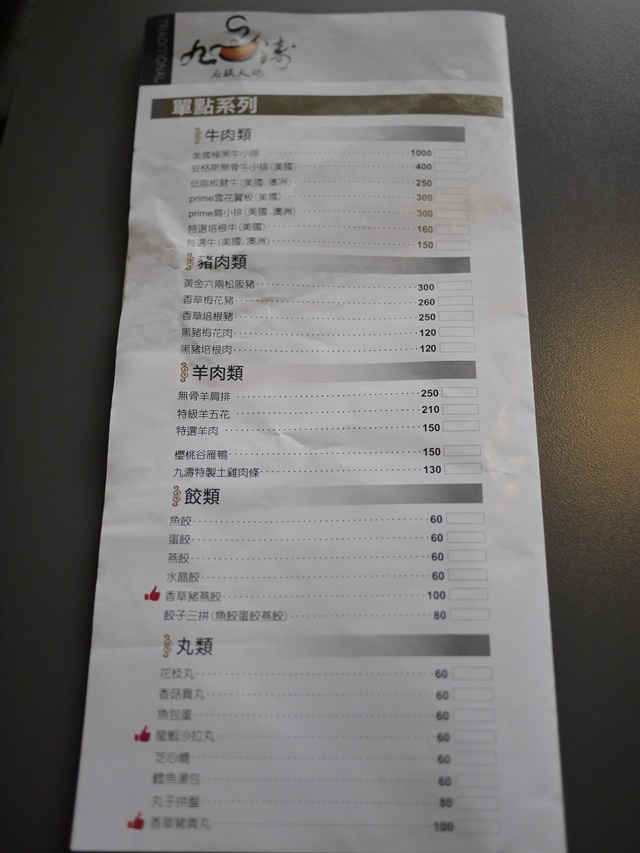 TRADITIONAL
九濤
石頭火鍋
單點系列
牛肉類
美國極黑牛小排 1000
安格斯無骨牛小排(美國) 400
低脂板腱牛(美國,澳洲) 250
prime雪花翼板(美國) 300
prime肩小排(美國,澳洲) 300
特選培根牛(美國) 160
特選牛(美國,澳洲) 150
豬肉類
黃金六兩松阪豬 300
香草梅花豬 260
香草培根豬 250
黑豬梅花肉 120
黑豬培根肉 120
羊肉類
無骨羊肩排 250
特級羊五花 210
特選羊肉 150
櫻桃谷雁鴨 150
九濤特製土雞肉條 130
餃類
魚餃 60
蛋餃 60
燕餃 60
水晶餃 60
香草豬燕餃 100
餃子三拼(魚餃蛋餃燕餃) 80
丸類
花枝丸 60
香菇貢丸 60
魚包蛋 60
龍蝦沙拉丸 60
芝心燒 60
鱈魚湯包 60
丸子拼盤 80
香草豬貢丸 100